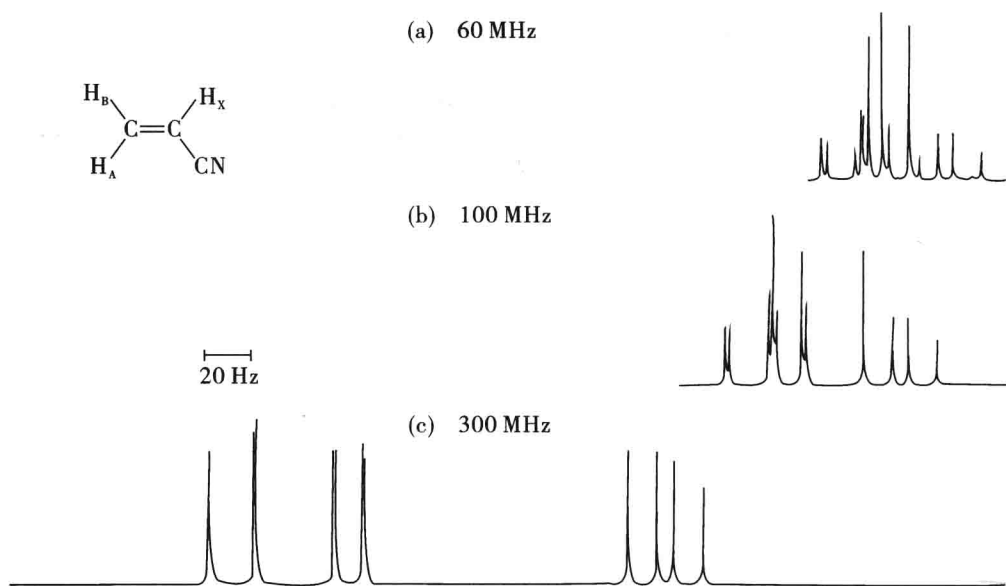 (a) 60 MHz
H_B H_X
C=C
H_A CN
(b) 100 MHz
20 Hz
(c) 300 MHz